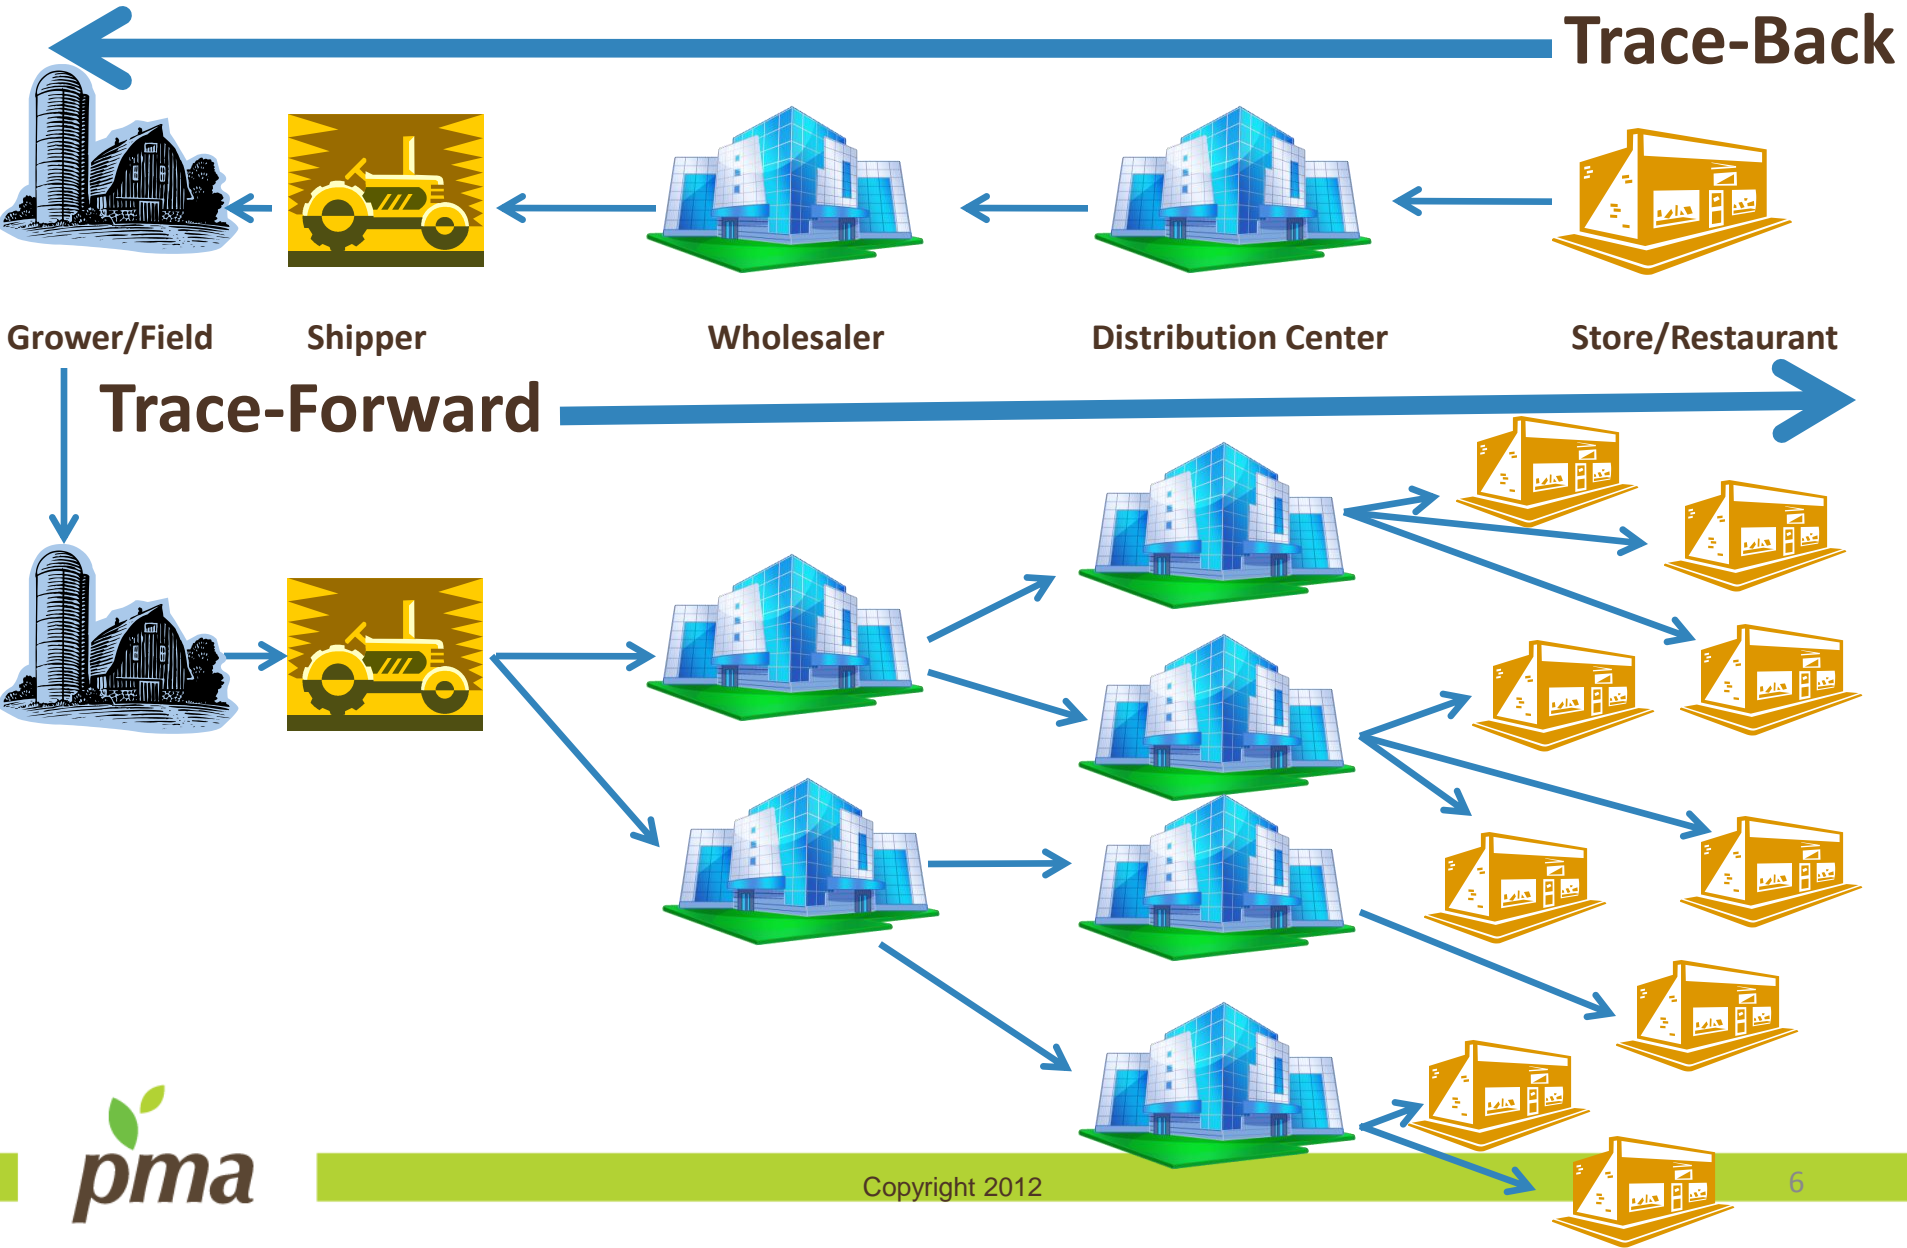 Trace-Back
Grower/Field Shipper Wholesaler Distribution Center Store/Restaurant
Trace-Forward
pma
Copyright 2012
6